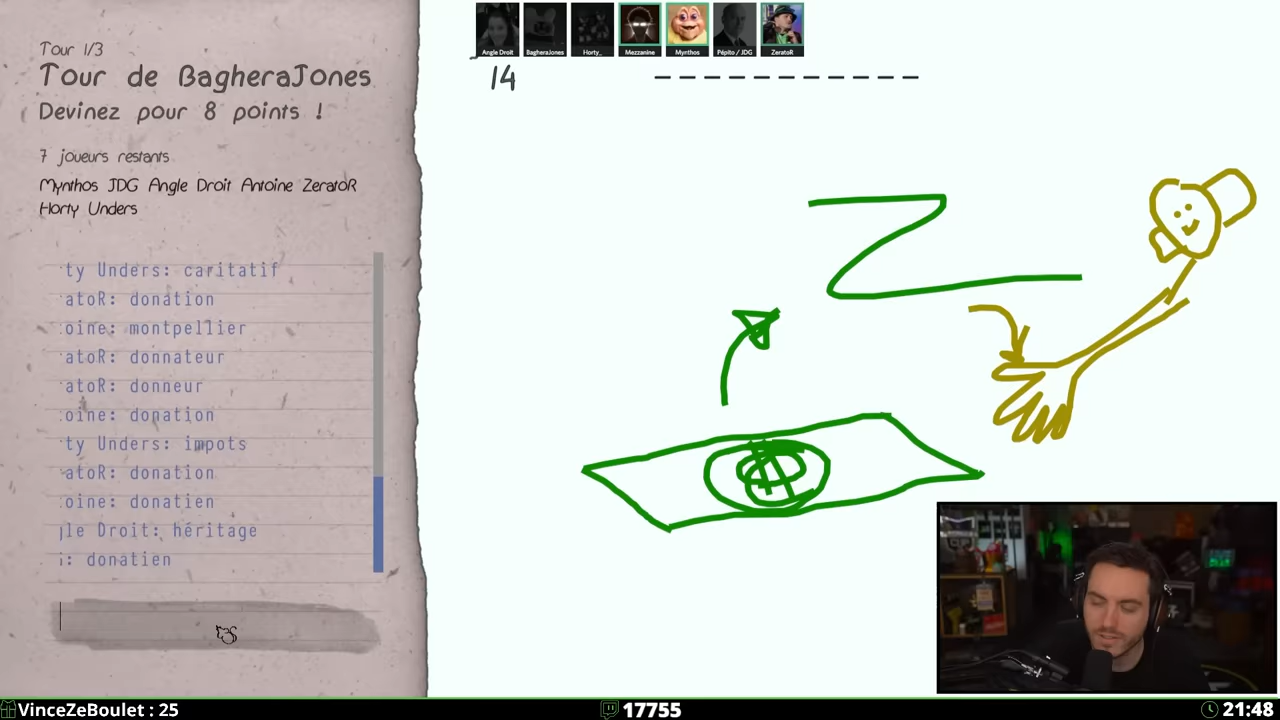 Tour 1/3
Tour de BagheraJones
Devinez pour 8 points !
7 joueurs restants
Mynthos JDG Angle Droit Antoine ZeratoR
Horty Unders
ty Unders: caritatif
atoR: donation
oine: montpellier
atoR: donnateur
atoR: donneur
oine: donation
ty Unders: impots
atoR: donation
oine: donatien
le Droit: héritage
: donatien
Angle Droit BagheraJones Horty_ Mezzanine Mynthos Pépito / JDG ZeratoR
14
Z
$
VinceZeBoulet : 25
17755
21:48